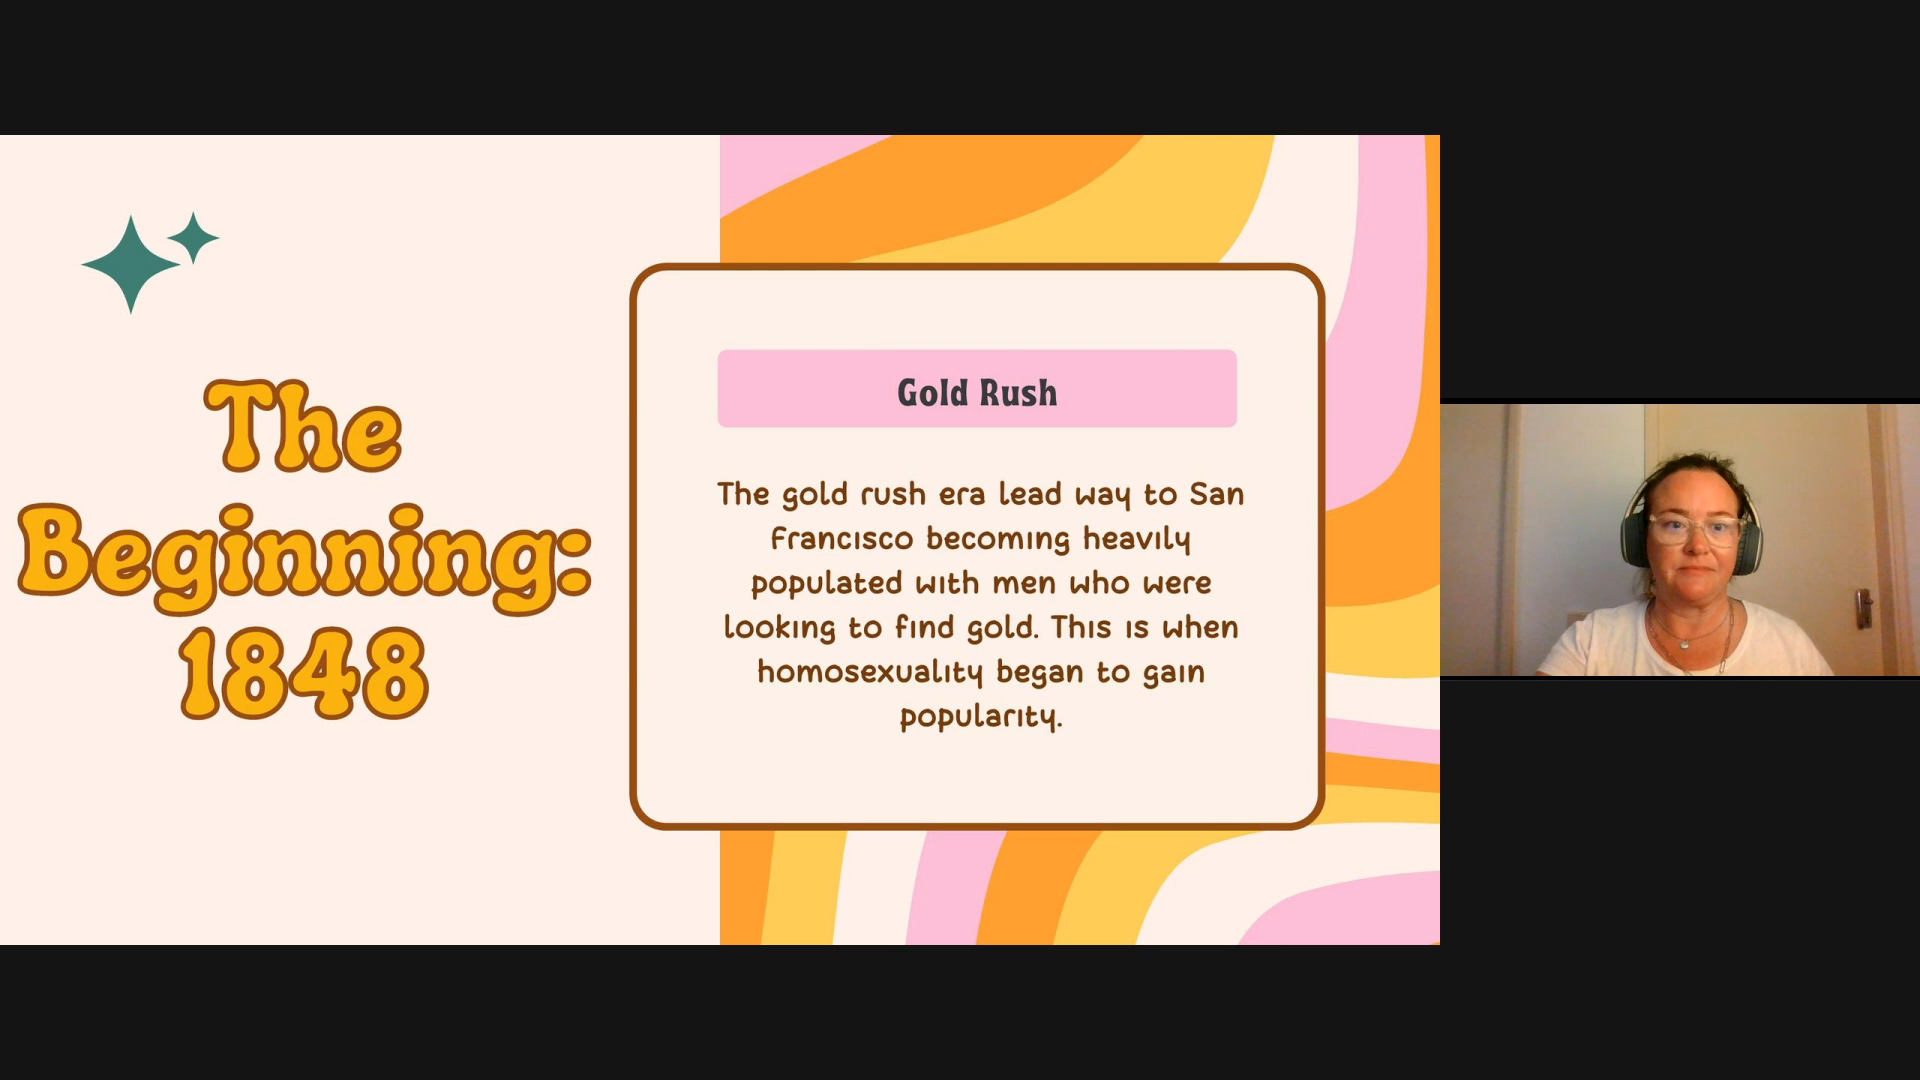 The
Beginning:
1848
Gold Rush
The gold rush era lead way to San
Francisco becoming heavily
populated with men who were
looking to find gold. This is when
homosexuality began to gain
popularity.